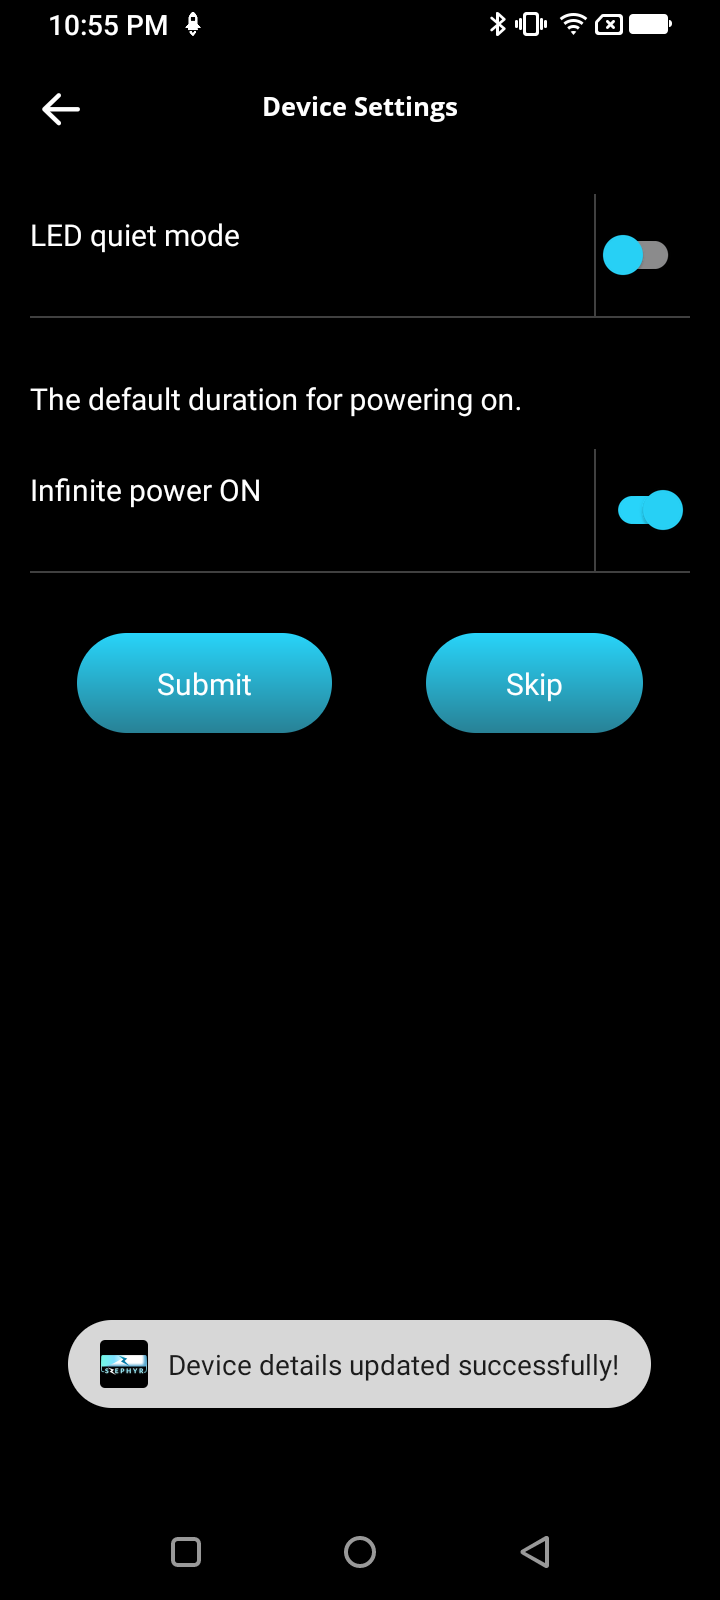 10:55 PM
Device Settings
LED quiet mode
The default duration for powering on.
Infinite power ON
Submit
Skip
Device details updated successfully!